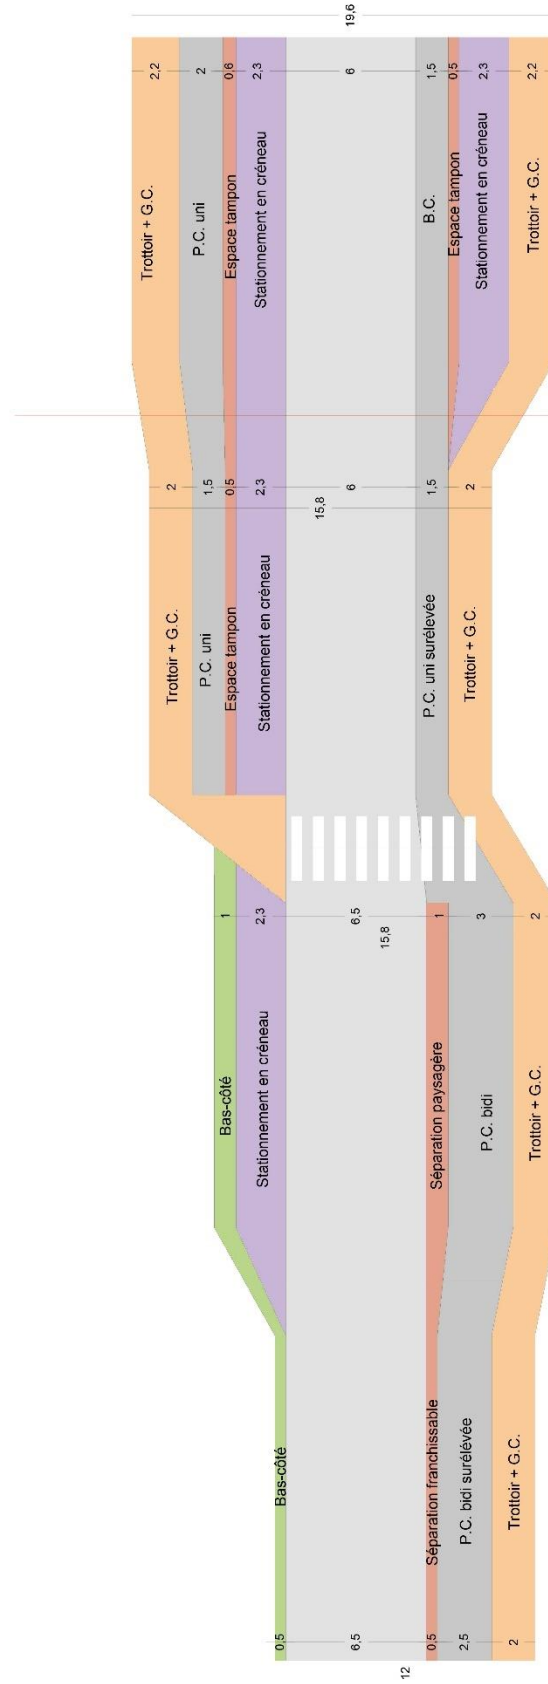 19,6
2,2
2
0,6
2,3
6
1,5
0,5
2,3
2,2
Trottoir + G.C.
P.C. uni
Espace tampon
Stationnement en créneau
B.C.
Espace tampon
Stationnement en créneau
Trottoir + G.C.
2
1,5
0,5
2,3
6
1,5
2
15,8
Trottoir + G.C.
P.C. uni
Espace tampon
Stationnement en créneau
P.C. uni surélevée
Trottoir + G.C.
1
2,3
6,5
1
3
2
15,8
Bas-côté
Stationnement en créneau
Séparation paysagère
P.C. bidi
Trottoir + G.C.
Bas-côté
Séparation franchissable
P.C. bidi surélévée
Trottoir + G.C.
0,5
6,5
0,5
2,5
2
12